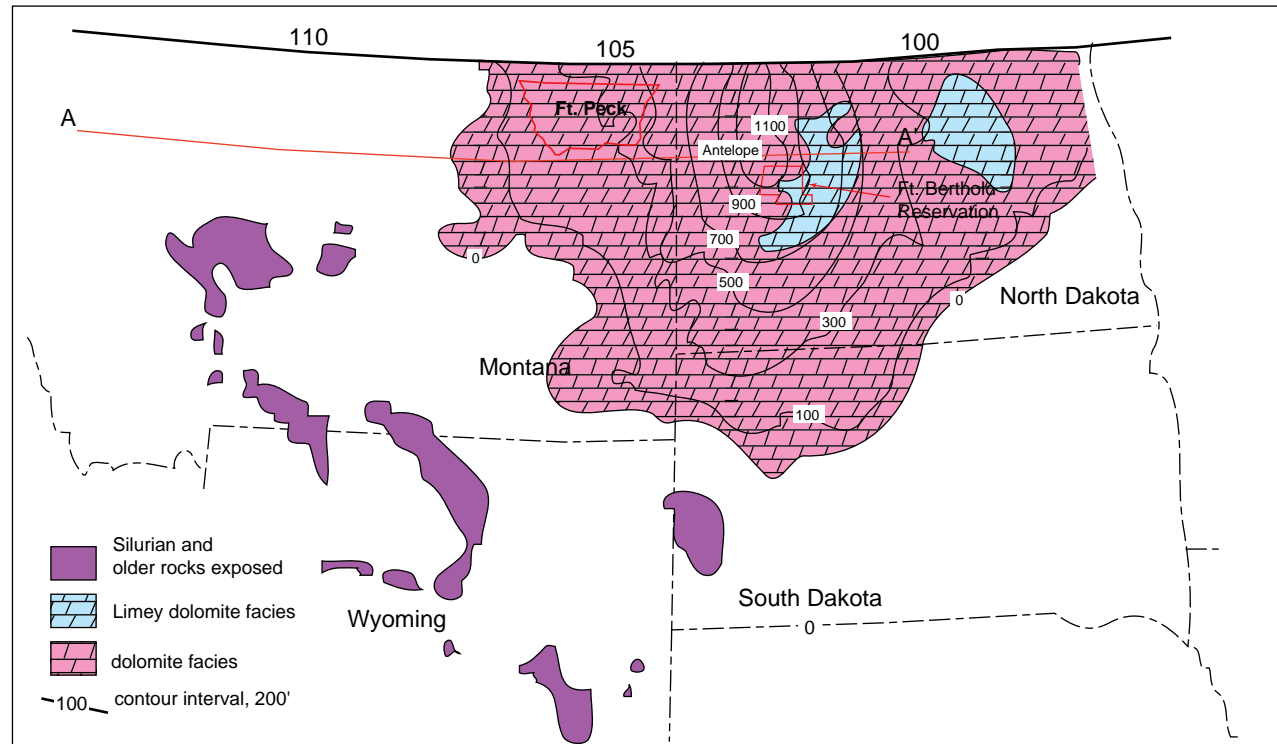 110
105
100
A
Ft. Peck
1100
Antelope
A'
Ft. Berthold
Reservation
900
700
0
500
0
North Dakota
300
Montana
100
Silurian and
older rocks exposed
Limey dolomite facies
South Dakota
0
Wyoming
dolomite facies
100
contour interval, 200'